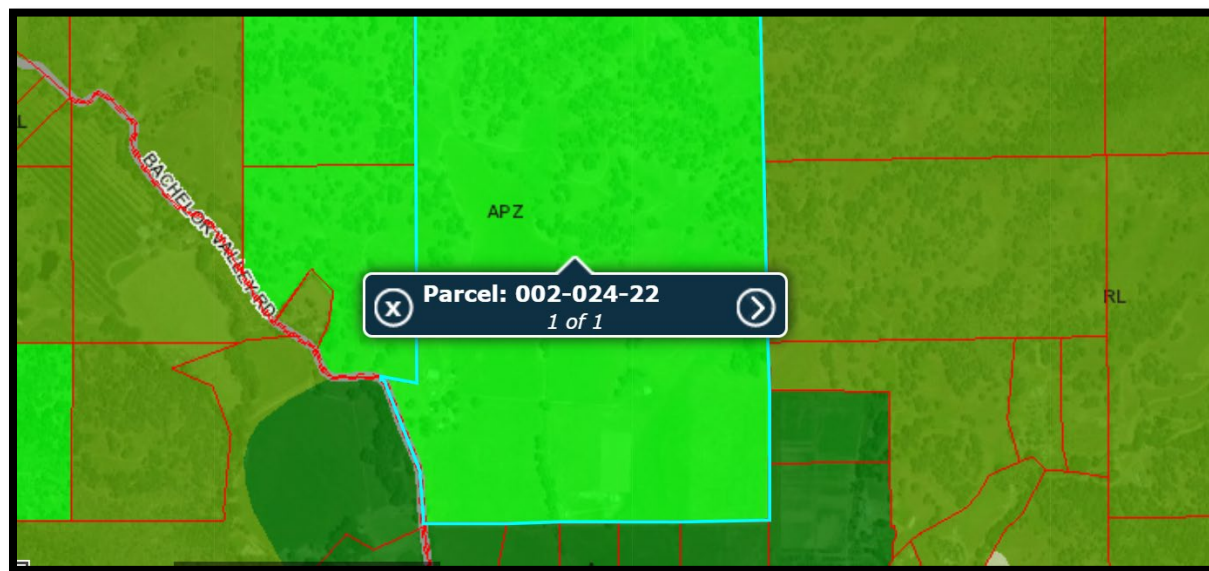 L
BACHELOR VALLEY RD
APZ
Parcel: 002-024-22
1 of 1
RL